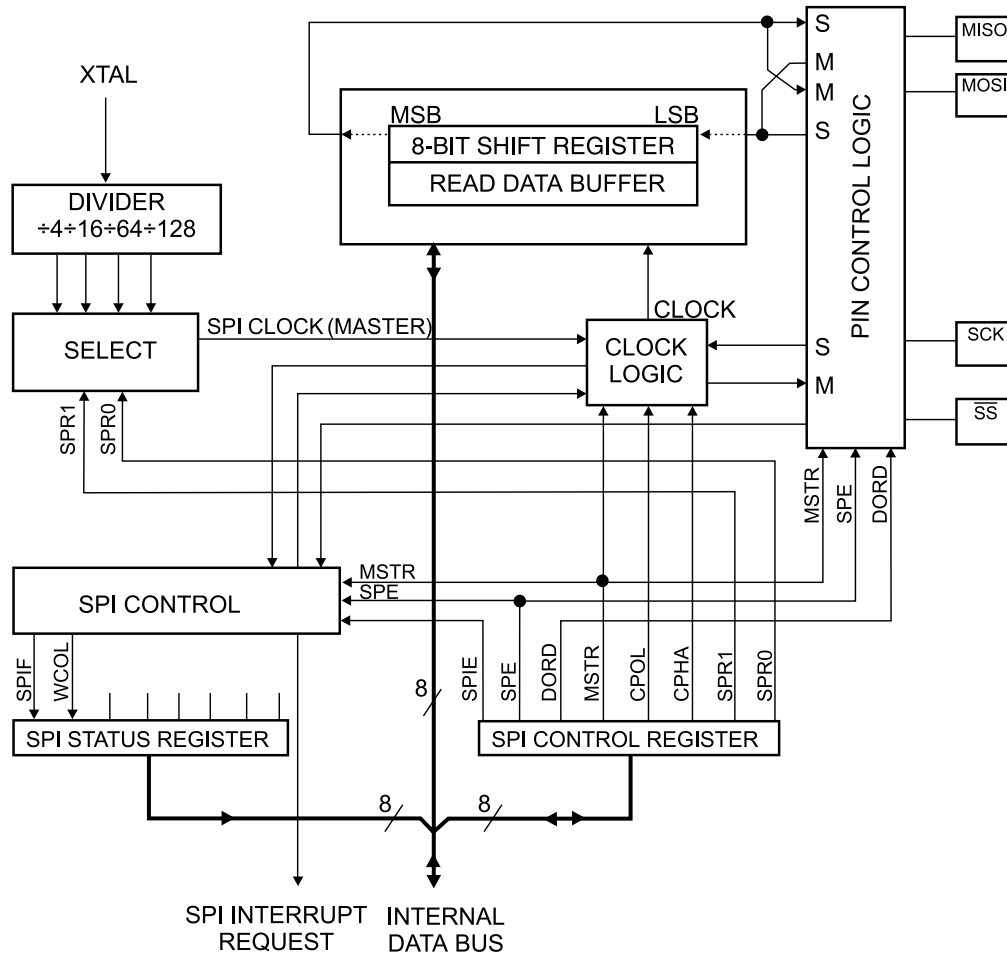 XTAL
DIVIDER
÷4÷16÷64÷128
SELECT
SPR1
SPR0
SPI CLOCK (MASTER)
MSB
LSB
8-BIT SHIFT REGISTER
READ DATA BUFFER
CLOCK
CLOCK
LOGIC
S
M
M
S
S
M
PIN CONTROL LOGIC
MISO
MOSI
SCK
SS
MSTR
SPE
DORD
SPI CONTROL
MSTR
SPE
SPIF
WCOL
SPIE
SPE
DORD
MSTR
CPOL
CPHA
SPR1
SPR0
8
SPI STATUS REGISTER
SPI CONTROL REGISTER
8
8
SPI INTERRUPT
REQUEST
INTERNAL
DATA BUS